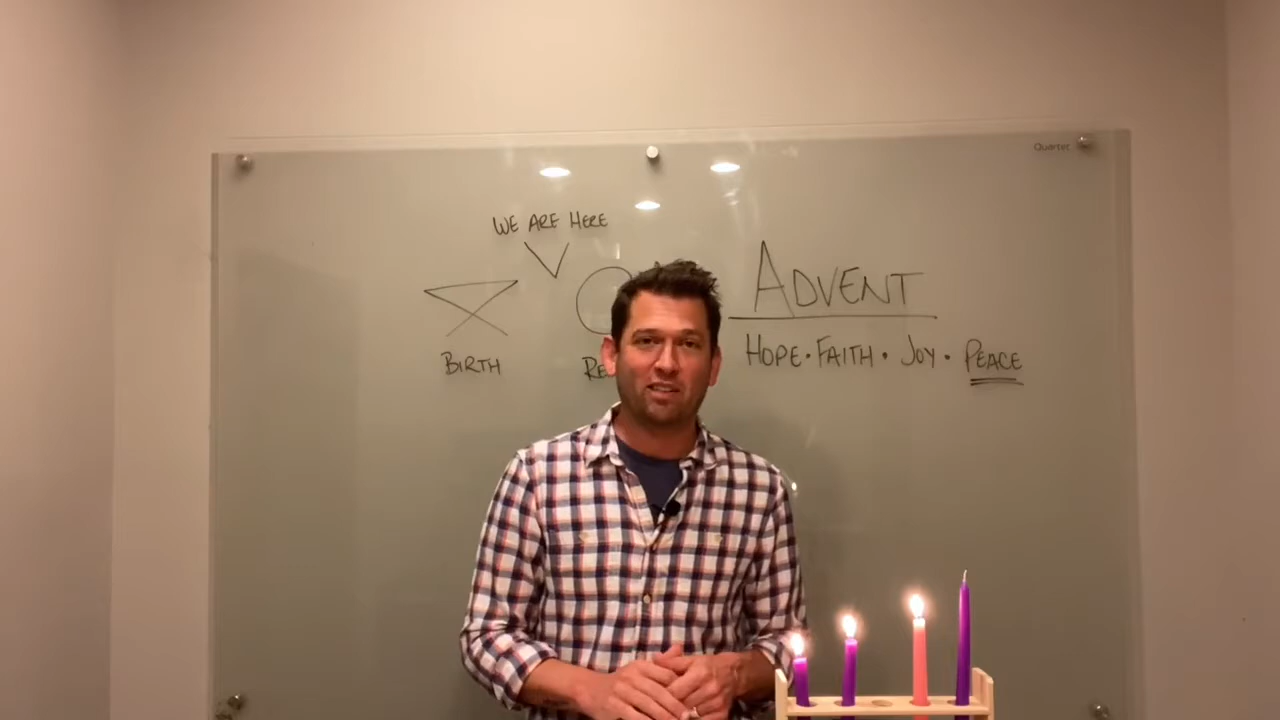 Quartet
WE ARE HERE
ADVENT
BIRTH
HOPE • FAITH • JOY • PEACE